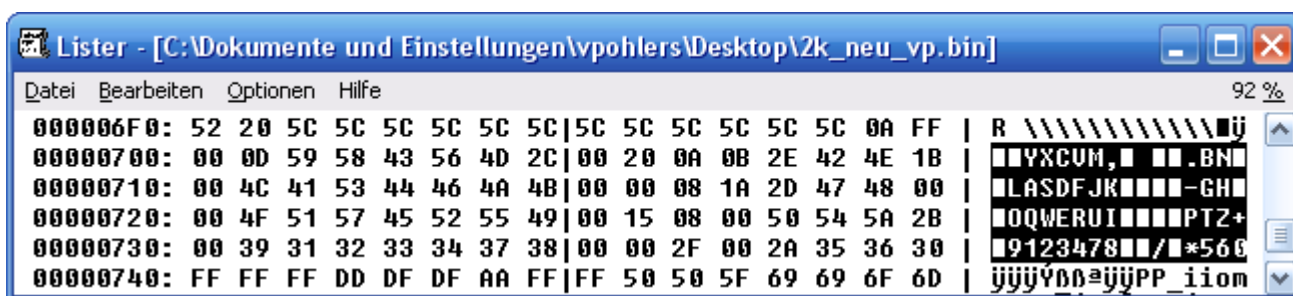 Lister - [C:\Dokumente und Einstellungen\vpohlers\Desktop\2k_neu_vp.bin]
Datei Bearbeiten Optionen Hilfe 92 %
000006F0: 52 20 5C 5C 5C 5C 5C 5C|5C 5C 5C 5C 5C 5C 0A FF | R \\\\\\\\\\\\■ÿ
00000700: 00 0D 59 58 43 56 4D 2C|00 20 0A 0B 2E 42 4E 1B | ■■YXCVM,■ ■■.BN■
00000710: 00 4C 41 53 44 46 4A 4B|00 00 08 1A 2D 47 48 00 | ■LASDFJK■■■■-GH■
00000720: 00 4F 51 57 45 52 55 49|00 15 08 00 50 54 5A 2B | ■OQWERUI■■■■PTZ+
00000730: 00 39 31 32 33 34 37 38|00 00 2F 00 2A 35 36 30 | ■9123478■■/■*560
00000740: FF FF FF DD DF DF AA FF|FF 50 50 5F 69 69 6F 6D | ÿÿÿÝßßªÿÿPP_iiom